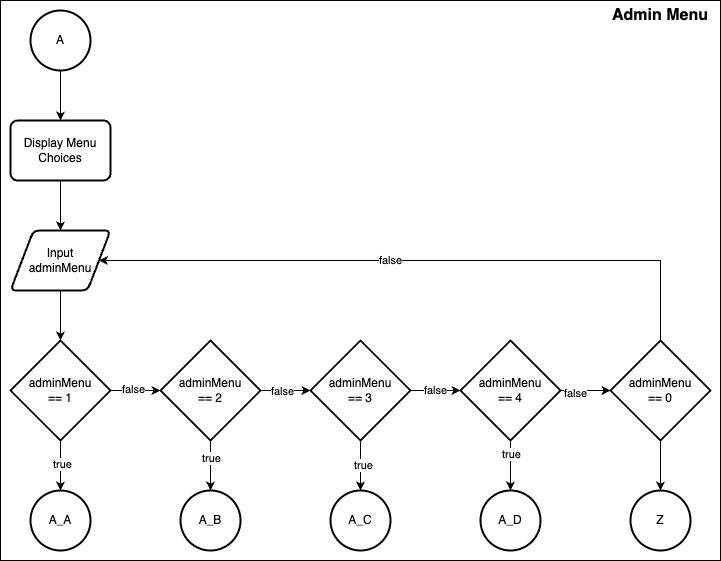 Admin Menu
A
Display Menu
Choices
Input
adminMenu
false
adminMenu
== 1
false
adminMenu
== 2
false
adminMenu
== 3
false
adminMenu
== 4
false
adminMenu
== 0
true
true
true
true
A_A
A_B
A_C
A_D
Z